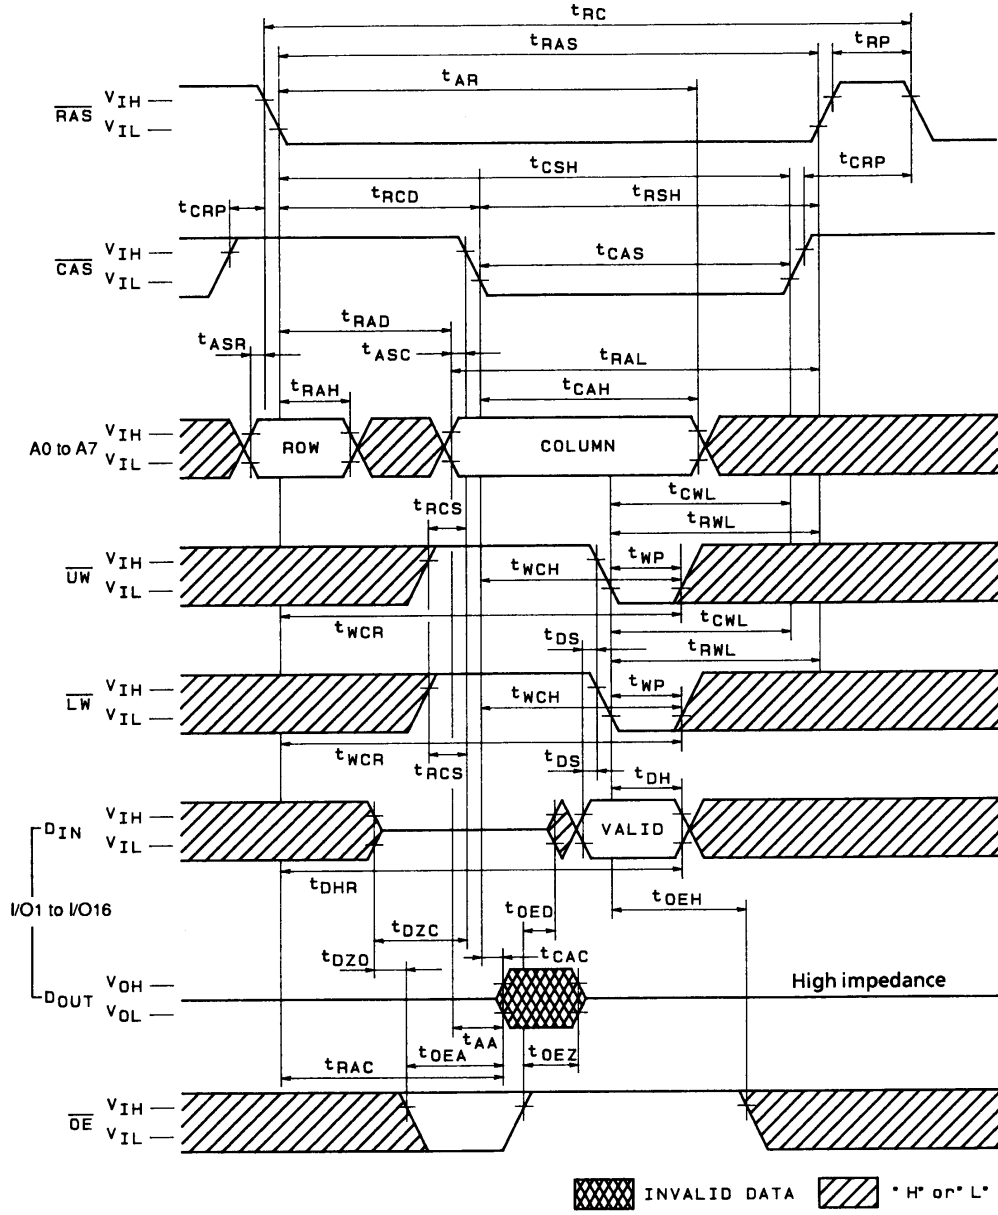 tRC
tRAS
tRP
tAR
RAS VIH
VIL
tCSH
tCRP
tRCD
tRSH
tCRP
CAS VIH
VIL
tCAS
tRAD
tASR
tASC
tRAL
tRAH
tCAH
A0 to A7 VIH
VIL
ROW
COLUMN
tCWL
tRCS
tRWL
UW VIH
VIL
tWCH
tWP
tWCR
tCWL
tDS
tRWL
LW VIH
VIL
tWCH
tWP
tWCR
tRCS
tDS
tDH
DIN VIH
VIL
VALID
tDHR
I/O1 to I/O16
tOED
tOEH
tDZC
tDZO
tCAC
DOUT VOH
VOL
High impedance
tAA
tOEA
tOEZ
tRAC
OE VIH
VIL
INVALID DATA
"H" or "L"